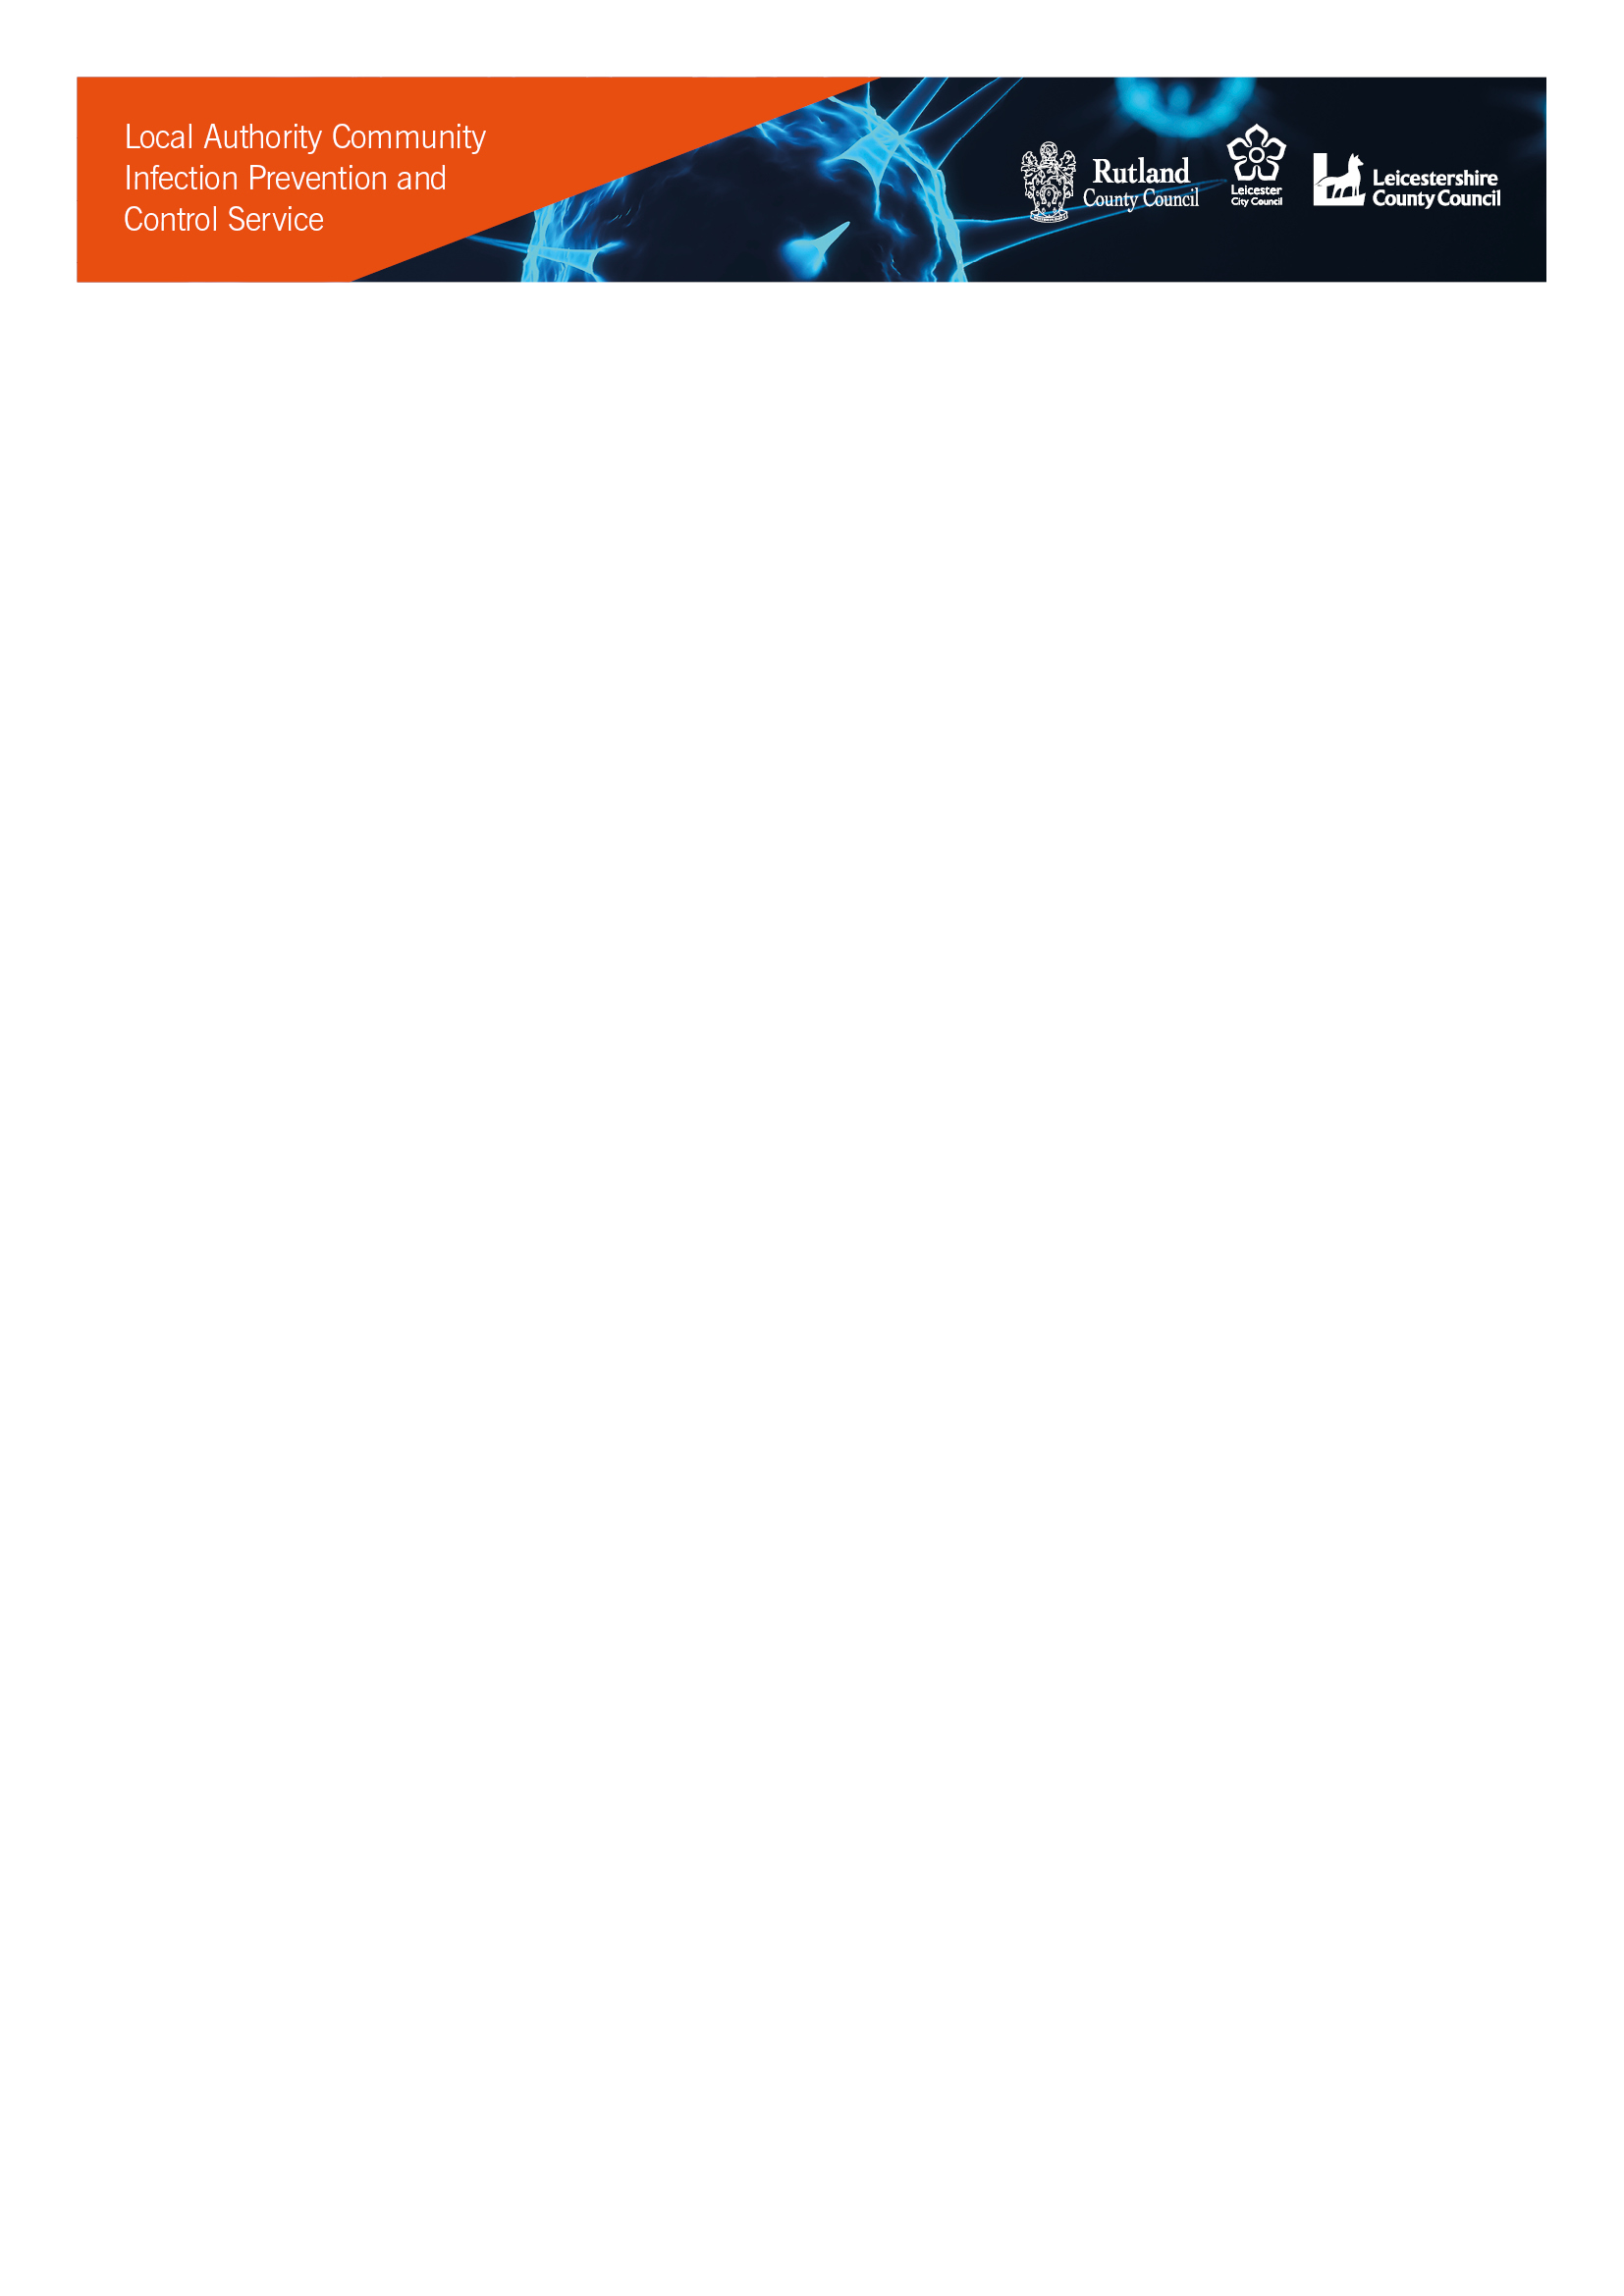 Local Authority Community
Infection Prevention and
Control Service
Rutland
County Council
Leicester
City Council
Leicestershire
County Council